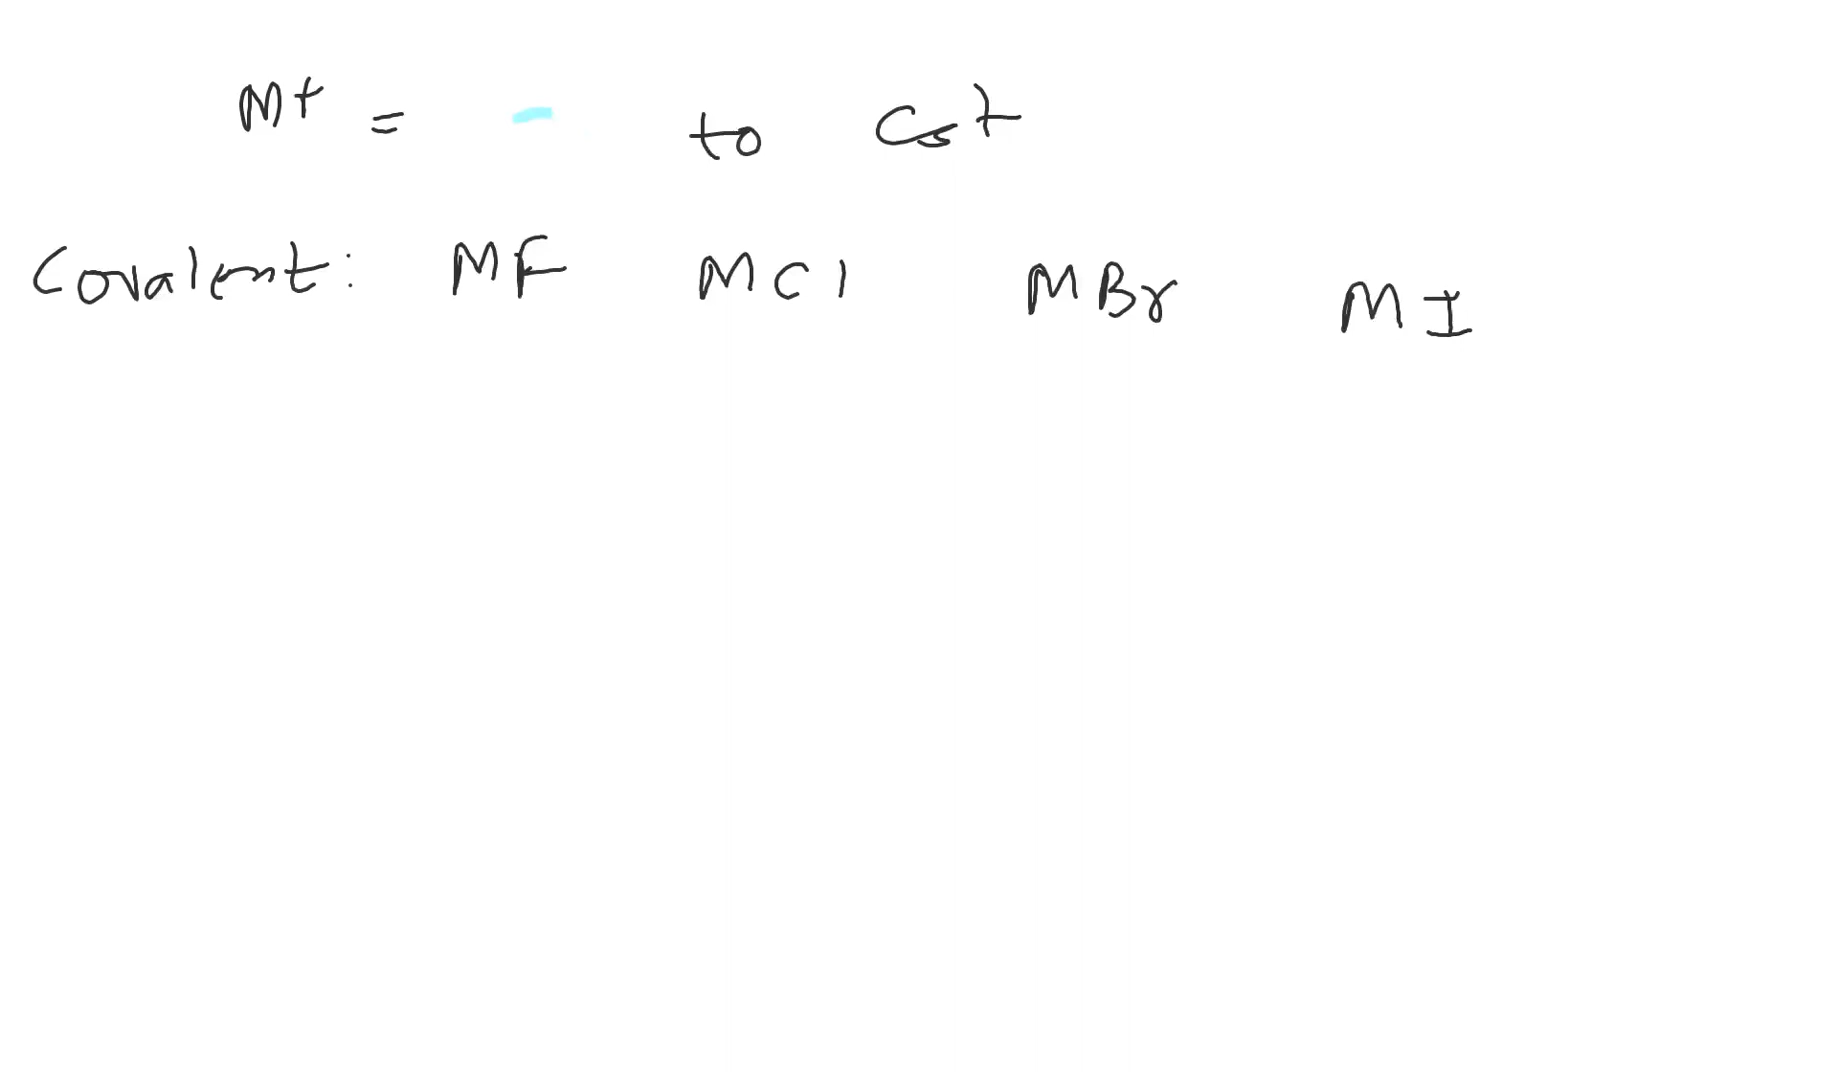 M+ = to Cs+
Covalent: MF MCl MBr MI